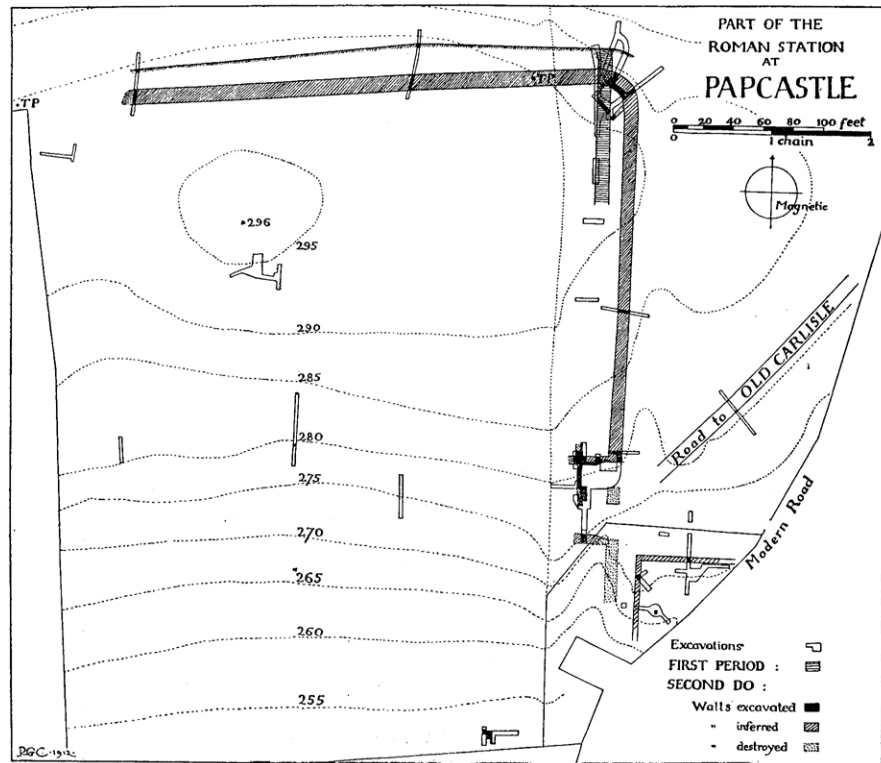 PART OF THE
ROMAN STATION
AT
PAPCASTLE
0 20 40 60 80 100 feet
0 1 chain 2
Magnetic
TP
TP
296
295
290
285
280
275
270
265
260
255
Road to OLD CARLISLE
Modern Road
Excavations
FIRST PERIOD :
SECOND DO :
Walls excavated
" inferred
" destroyed
R.G.C. 1912